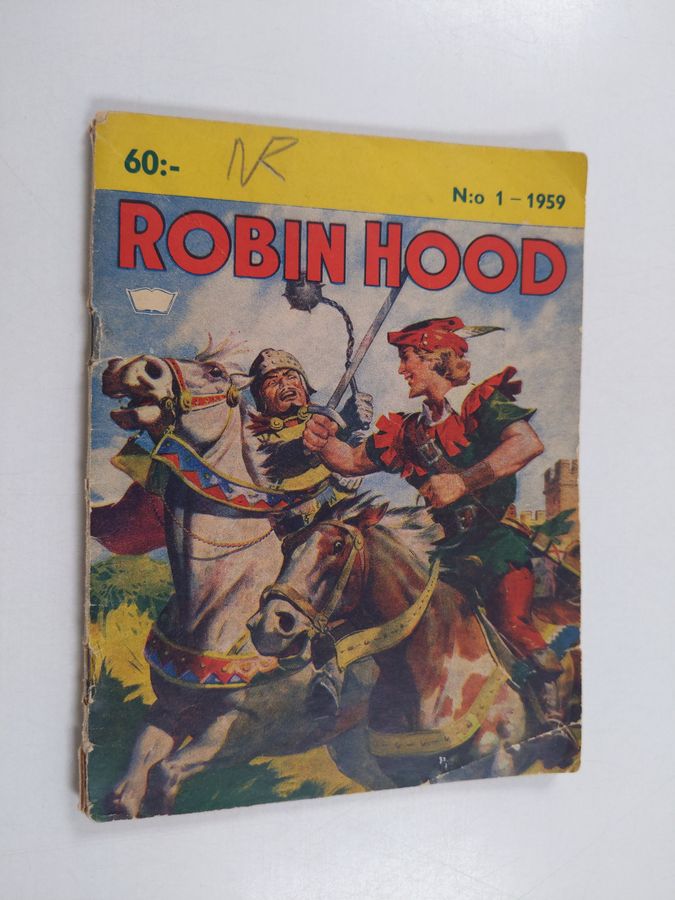 60:-
NR
N:o 1 - 1959
ROBIN HOOD